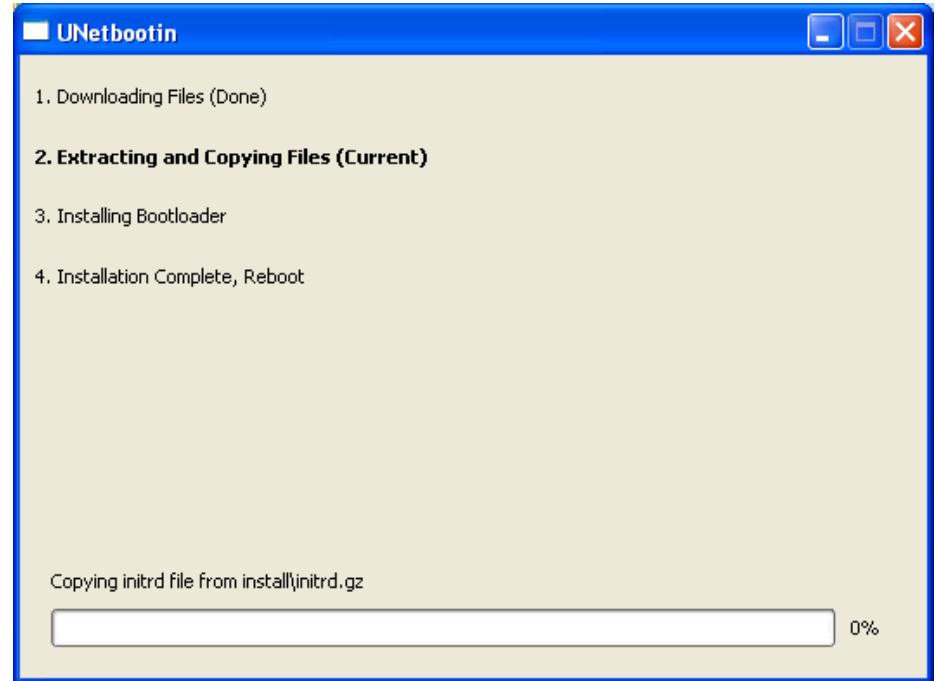 UNetbootin
1. Downloading Files (Done)
2. Extracting and Copying Files (Current)
3. Installing Bootloader
4. Installation Complete, Reboot
Copying initrd file from install\initrd.gz
0%